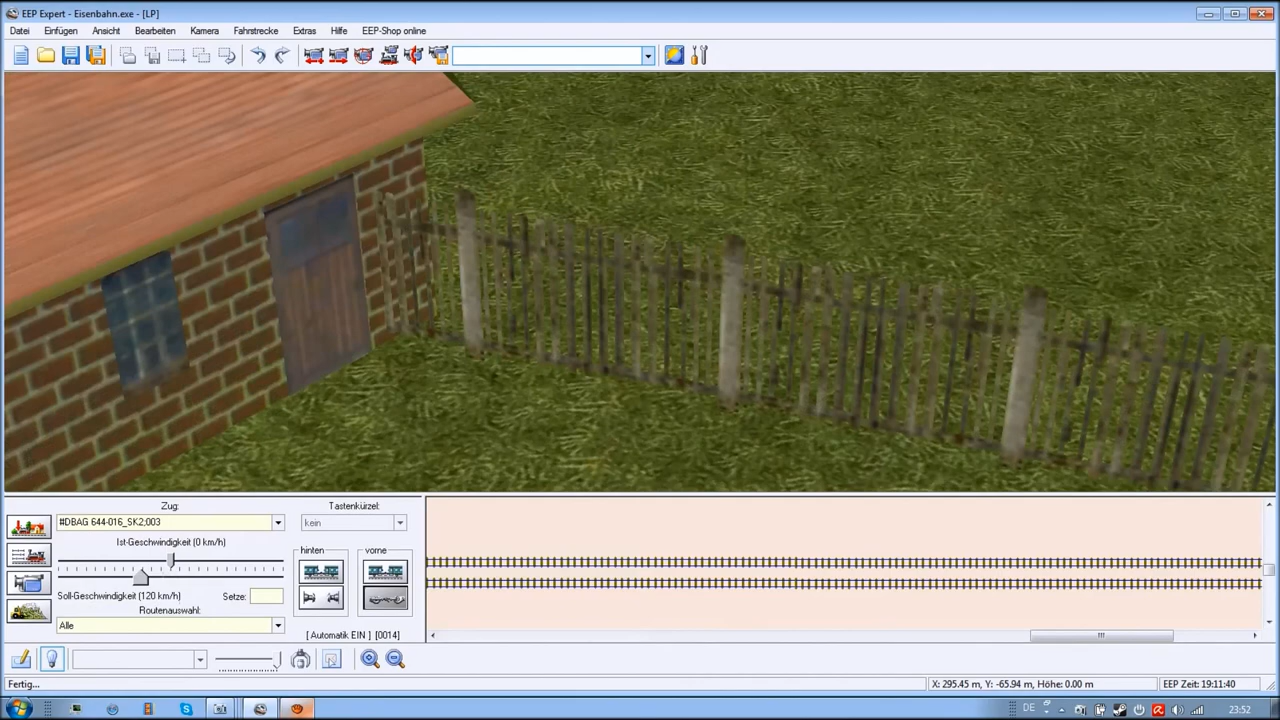 EEP Expert - Eisenbahn.exe - [LP]
Datei Einfügen Ansicht Bearbeiten Kamera Fahrstrecke Extras Hilfe EEP-Shop online
Zug:
Tastenkürzel:
#DBAG 644-016_SK2;003
kein
Ist-Geschwindigkeit (0 km/h)
hinten
vorne
Soll-Geschwindigkeit (120 km/h)
Setze:
Routenauswahl:
Alle
[ Automatik EIN ] [0014]
Fertig...
X: 295.45 m, Y: -65.94 m, Höhe: 0.00 m
EEP Zeit: 19:11:40
DE
23:52